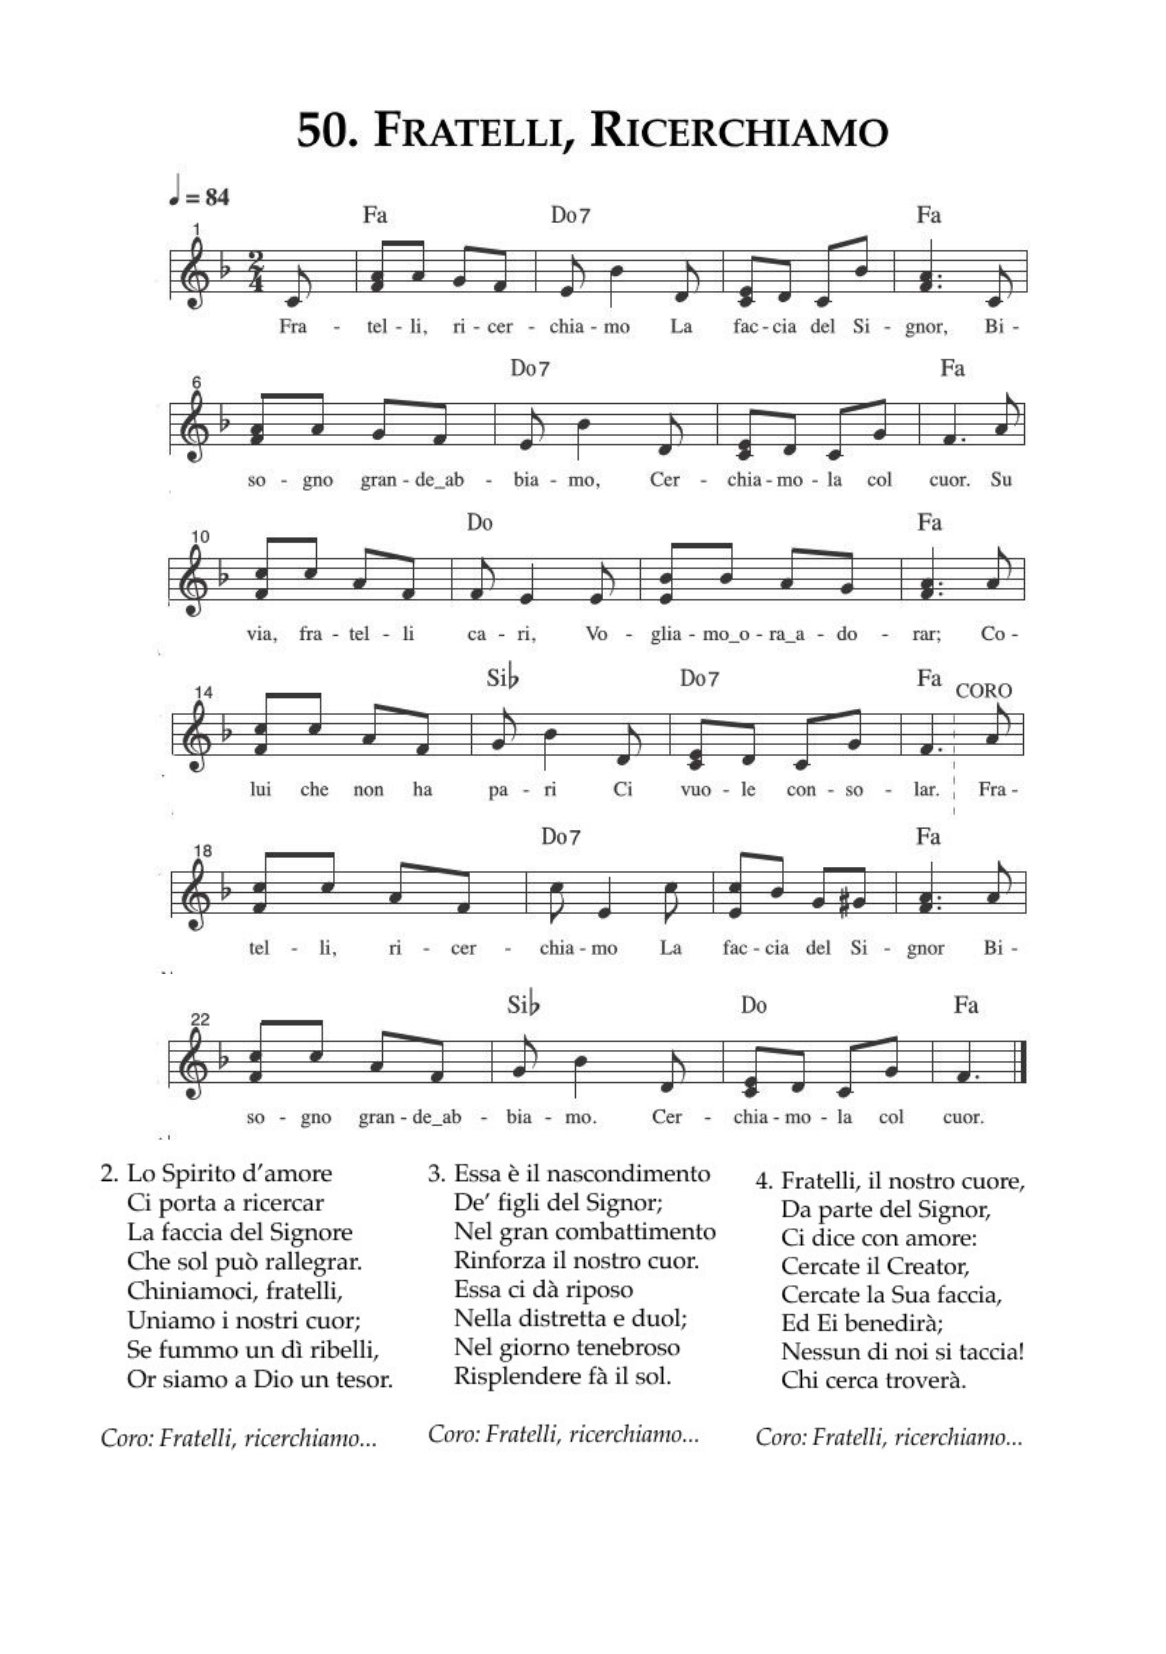 50. Fratelli, Ricerchiamo
♩ = 84
Fa Do7 Fa
1
2
4
Fra - tel - li, ri - cer - chia - mo La fac - cia del Si - gnor, Bi -
Do7 Fa
6
so - gno gran - de_ab - bia - mo, Cer - chia - mo - la col cuor. Su
Do Fa
10
via, fra - tel - li ca - ri, Vo - glia - mo_o - ra_a - do - rar; Co -
Si♭ Do7 Fa CORO
14
lui che non ha pa - ri Ci vuo - le con - so - lar. Fra -
Do7 Fa
18
tel - li, ri - cer - chia - mo La fac - cia del Si - gnor Bi -
Si♭ Do Fa
22
so - gno gran - de_ab - bia - mo. Cer - chia - mo - la col cuor.
2. Lo Spirito d'amore
Ci porta a ricercar
La faccia del Signore
Che sol può rallegrar.
Chiniamoci, fratelli,
Uniamo i nostri cuor;
Se fummo un dì ribelli,
Or siamo a Dio un tesor.
Coro: Fratelli, ricerchiamo...
3. Essa è il nascondimento
De' figli del Signor;
Nel gran combattimento
Rinforza il nostro cuor.
Essa ci dà riposo
Nella distretta e duol;
Nel giorno tenebroso
Risplendere fà il sol.
Coro: Fratelli, ricerchiamo...
4. Fratelli, il nostro cuore,
Da parte del Signor,
Ci dice con amore:
Cercate il Creator,
Cercate la Sua faccia,
Ed Ei benedirà;
Nessun di noi si taccia!
Chi cerca troverà.
Coro: Fratelli, ricerchiamo...